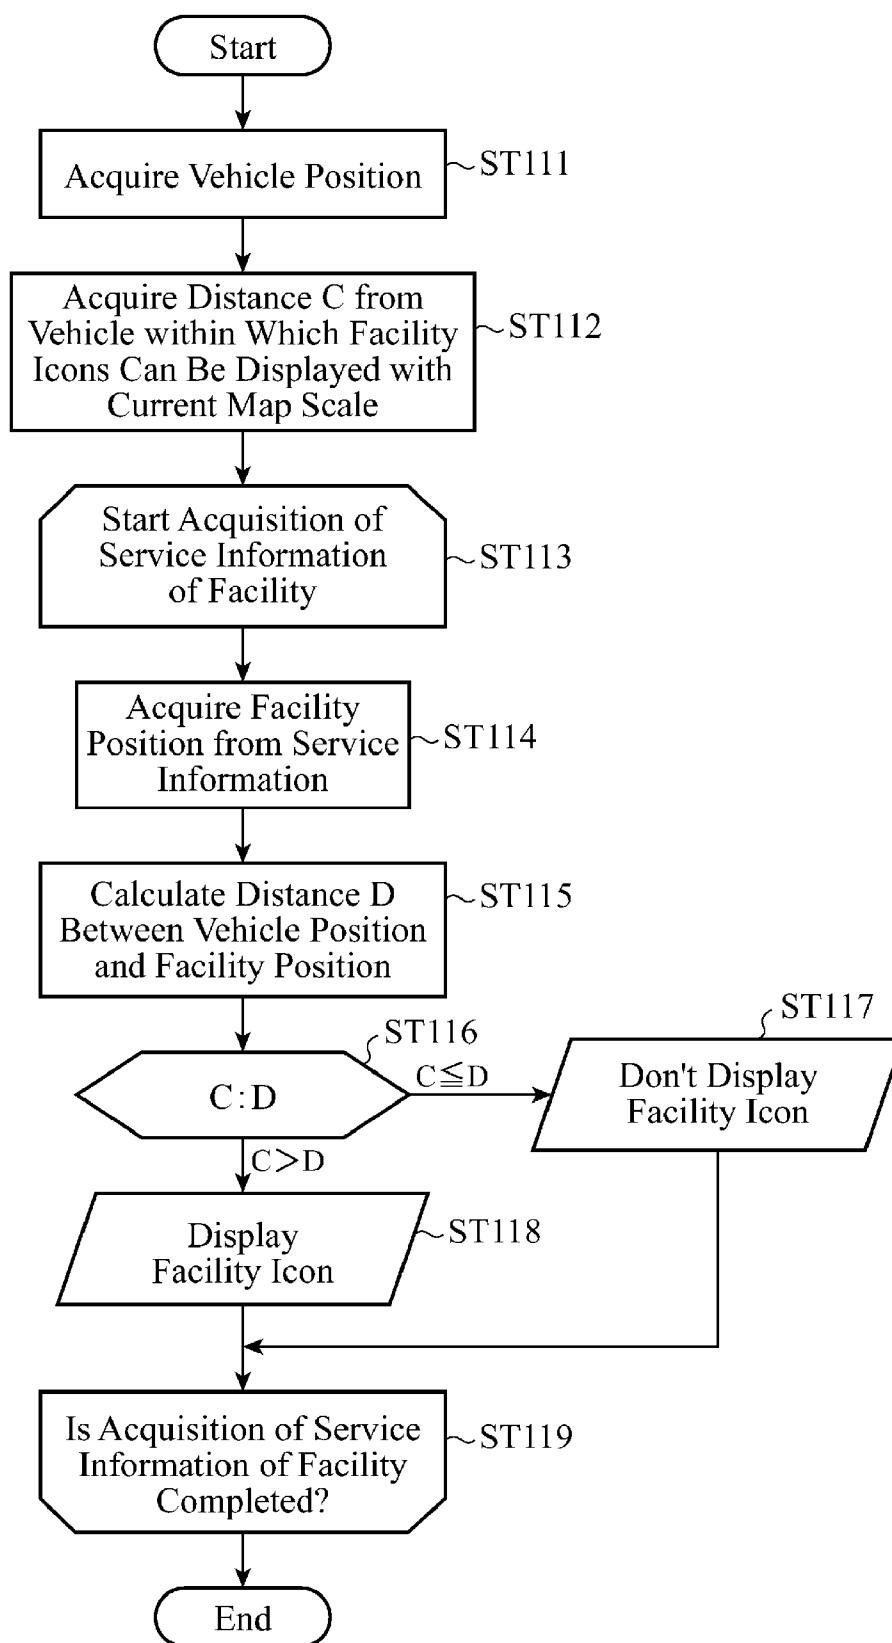 Start
Acquire Vehicle Position
ST111
Acquire Distance C from
Vehicle within Which Facility
Icons Can Be Displayed with
Current Map Scale
ST112
Start Acquisition of
Service Information
of Facility
ST113
Acquire Facility
Position from Service
Information
ST114
Calculate Distance D
Between Vehicle Position
and Facility Position
ST115
C:D
ST116
C≦D
Don't Display
Facility Icon
ST117
C>D
Display
Facility Icon
ST118
Is Acquisition of Service
Information of Facility
Completed?
ST119
End